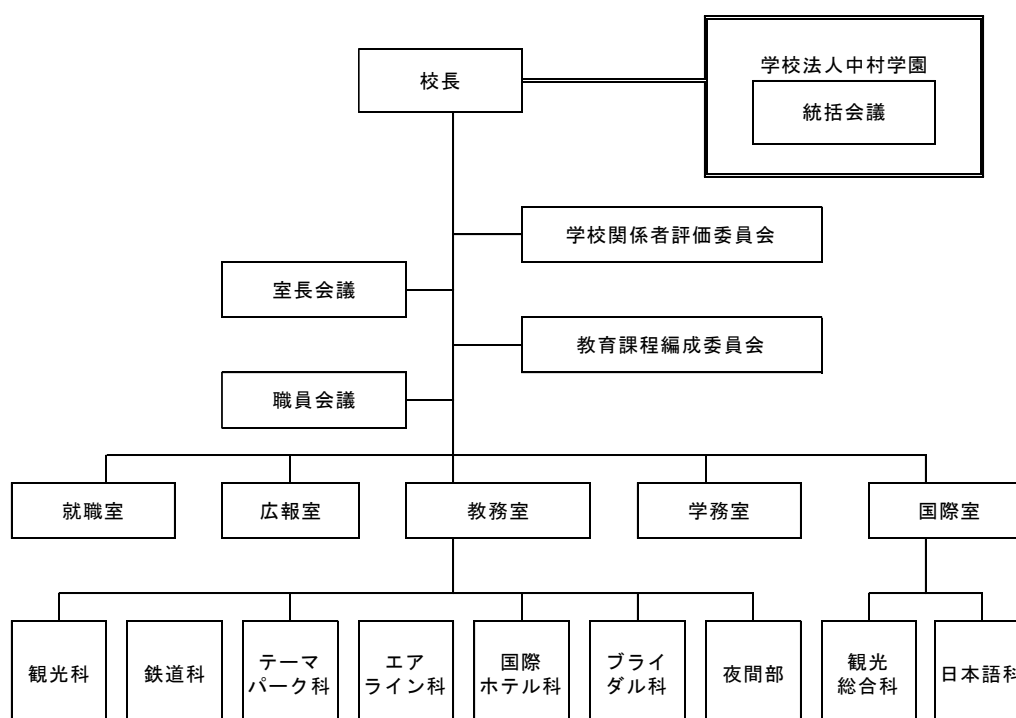 校長
学校法人中村学園
統括会議
学校関係者評価委員会
室長会議
教育課程編成委員会
職員会議
就職室
広報室
教務室
学務室
国際室
観光科
鉄道科
テーマ
パーク科
エア
ライン科
国際
ホテル科
ブライ
ダル科
夜間部
観光
総合科
日本語科